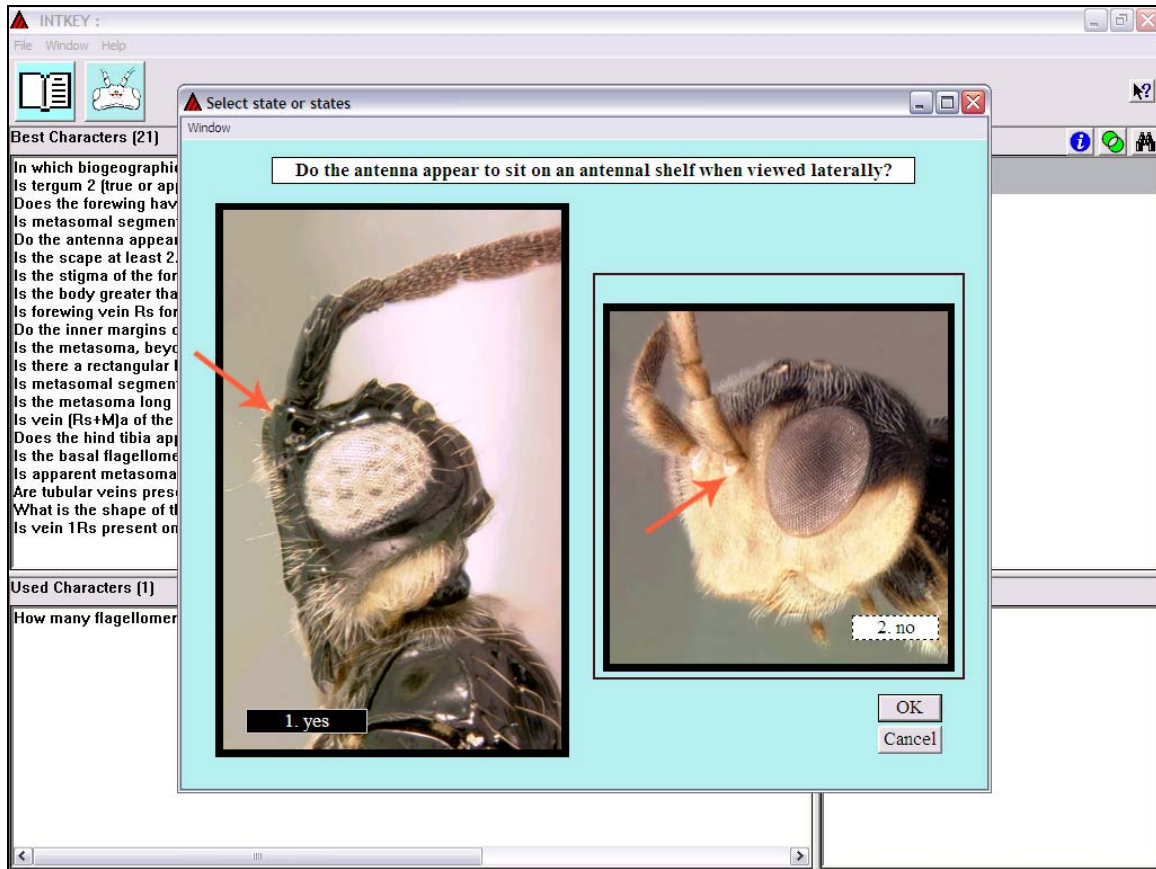 INTKEY :
File Window Help
Select state or states
Window
Best Characters (21)
In which biogeographi
Is tergum 2 (true or ap
Does the forewing hav
Is metasomal segmen
Do the antenna appea
Is the scape at least 2.
Is the stigma of the for
Is the body greater tha
Is forewing vein Rs for
Do the inner margins o
Is the metasoma, beyo
Is there a rectangular
Is metasomal segmen
Is the metasoma long
Is vein (Rs+M)a of the
Does the hind tibia ap
Is the basal flagellome
Is apparent metasoma
Are tubular veins pres
What is the shape of t
Is vein 1Rs present on
Do the antenna appear to sit on an antennal shelf when viewed laterally?
1. yes
2. no
OK
Cancel
Used Characters (1)
How many flagellomer